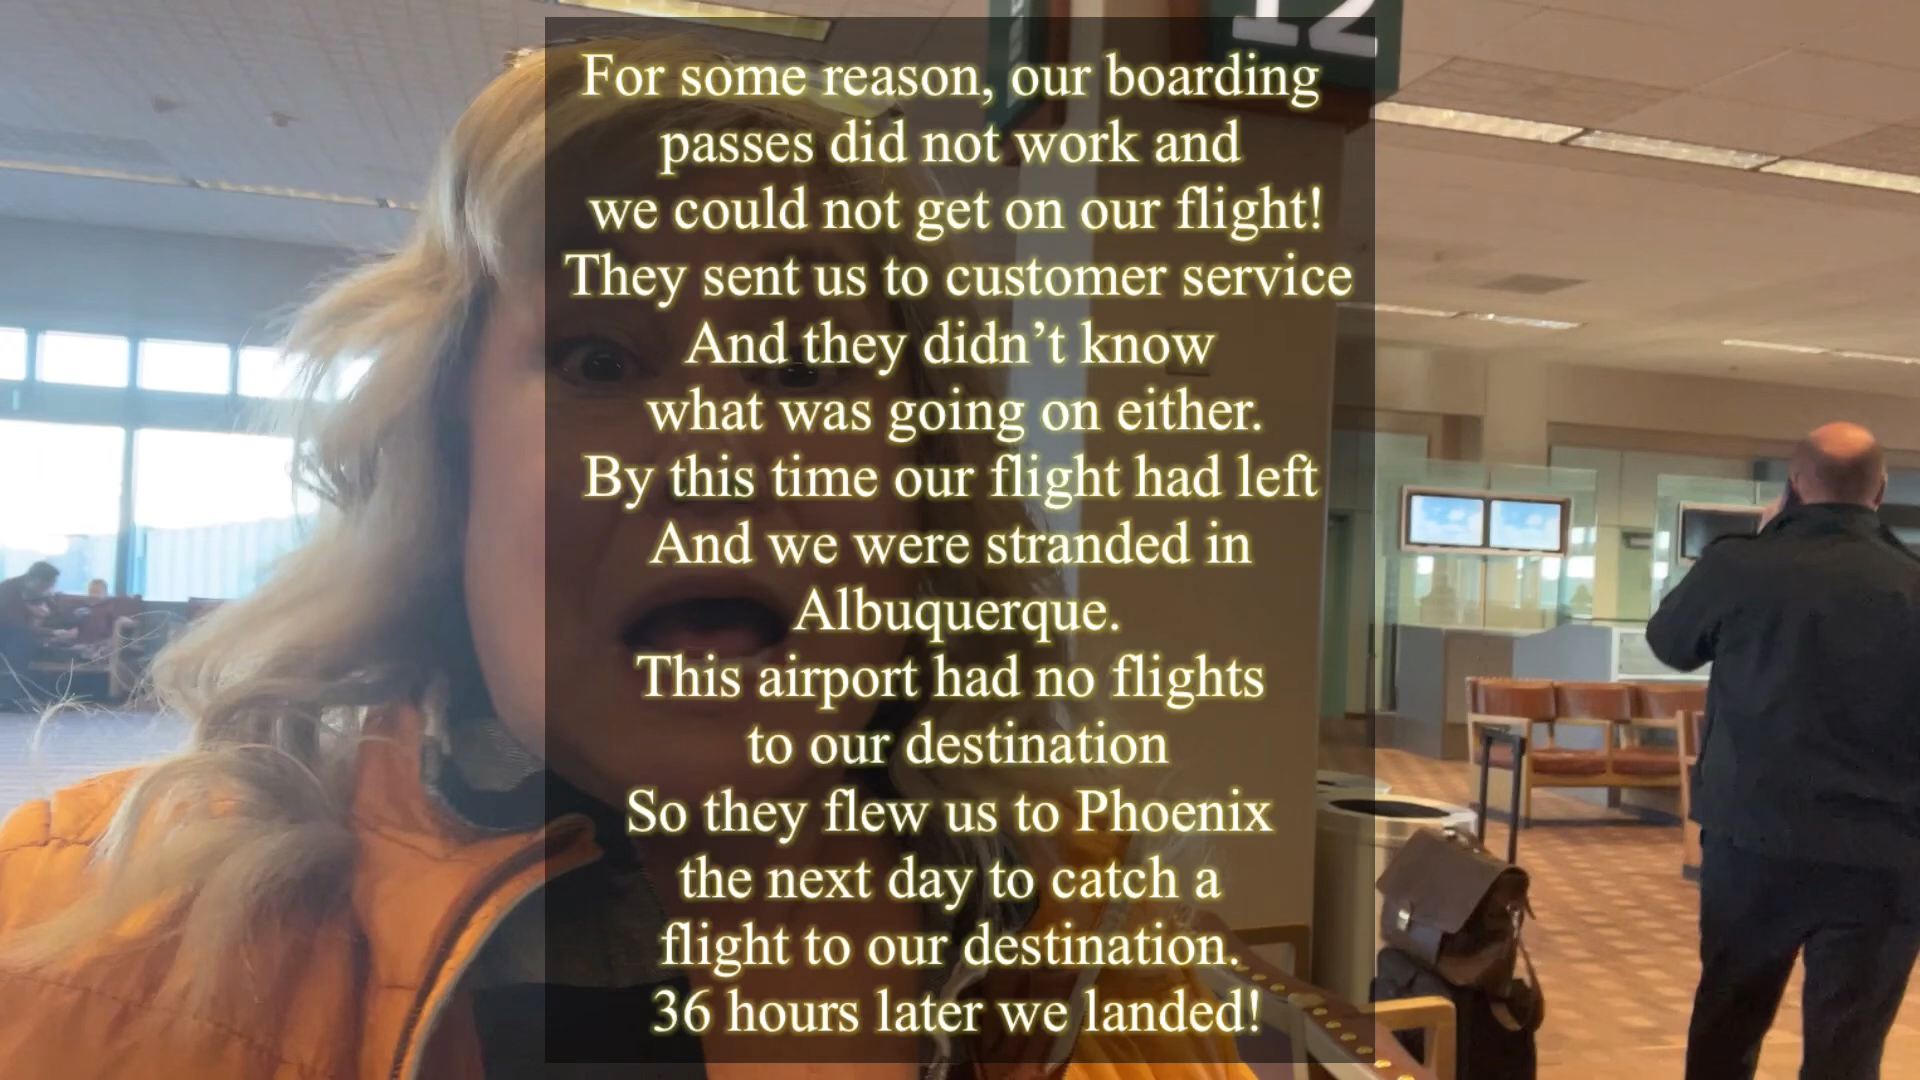 12
For some reason, our boarding
passes did not work and
we could not get on our flight!
They sent us to customer service
And they didn’t know
what was going on either.
By this time our flight had left
And we were stranded in
Albuquerque.
This airport had no flights
to our destination
So they flew us to Phoenix
the next day to catch a
flight to our destination.
36 hours later we landed!